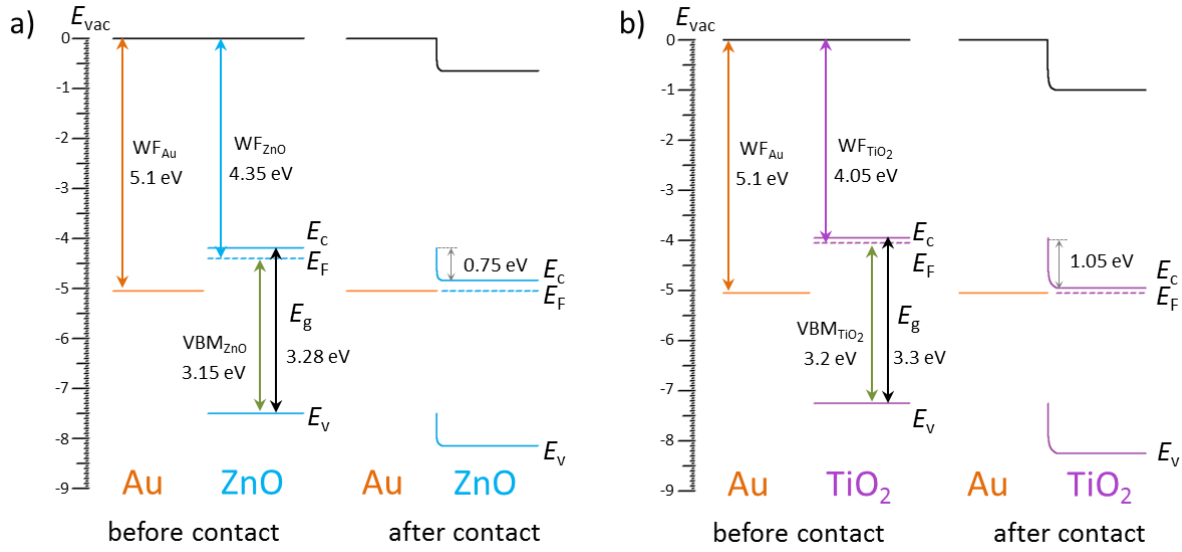 a)
E_vac
0
-1
-2
-3
-4
-5
-6
-7
-8
-9
WF_Au
5.1 eV
WF_ZnO
4.35 eV
E_c
E_F
E_g
VBM_ZnO
3.15 eV
3.28 eV
E_v
0.75 eV
E_c
E_F
E_v
Au ZnO Au ZnO
before contact after contact
b)
E_vac
0
-1
-2
-3
-4
-5
-6
-7
-8
-9
WF_Au
5.1 eV
WF_TiO₂
4.05 eV
E_c
E_F
E_g
VBM_TiO₂
3.2 eV
3.3 eV
E_v
1.05 eV
E_c
E_F
E_v
Au TiO₂ Au TiO₂
before contact after contact